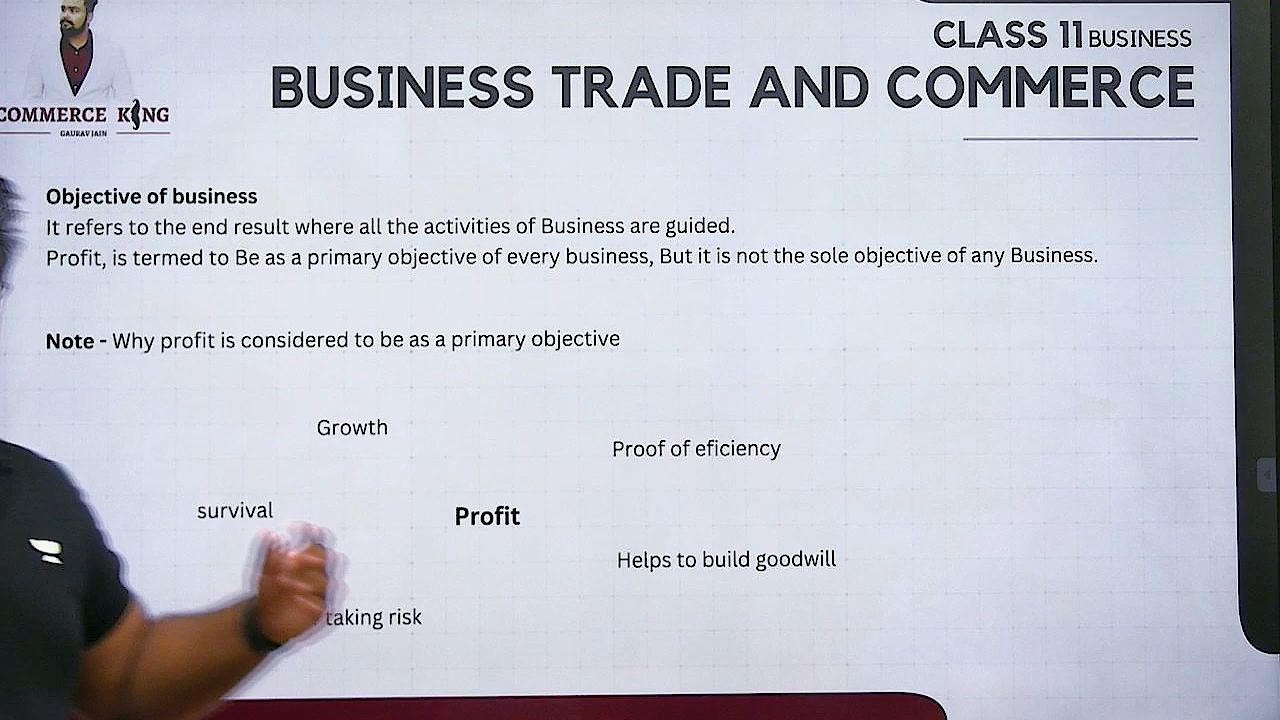 CLASS 11 BUSINESS
BUSINESS TRADE AND COMMERCE
COMMERCE KING
GAURAV JAIN
Objective of business
It refers to the end result where all the activities of Business are guided.
Profit, is termed to Be as a primary objective of every business, But it is not the sole objective of any Business.
Note - Why profit is considered to be as a primary objective
Growth
Proof of eficiency
survival
Profit
Helps to build goodwill
taking risk